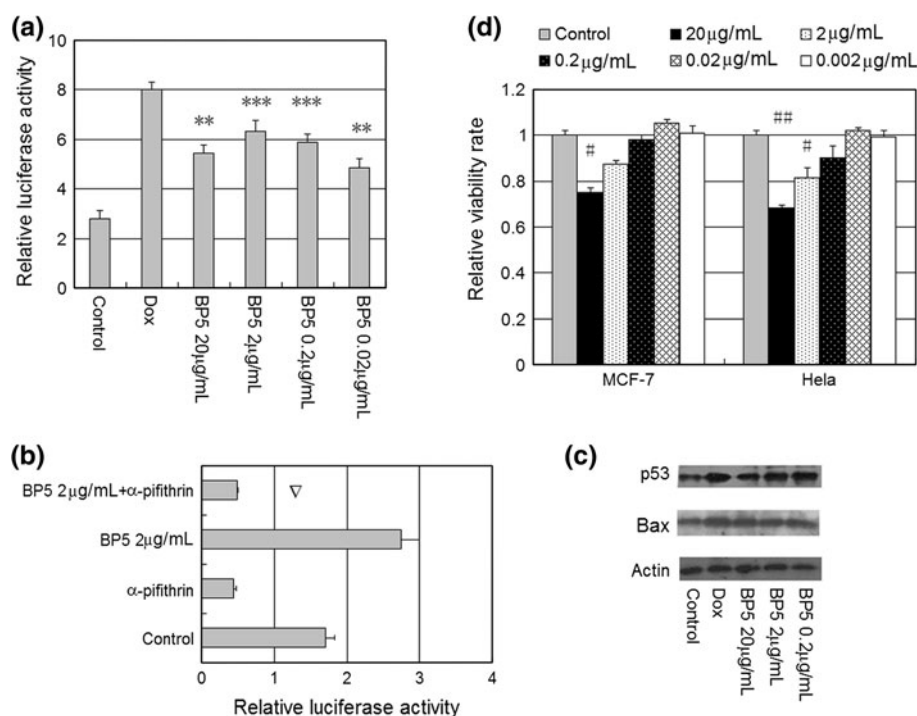 (a)
Relative luciferase activity
10
8
6
4
2
0
**
***
***
**
Control
Dox
BP5 20µg/mL
BP5 2µg/mL
BP5 0.2µg/mL
BP5 0.02µg/mL
(d)
Control
20µg/mL
2µg/mL
0.2µg/mL
0.02µg/mL
0.002µg/mL
Relative viability rate
1.2
1
0.8
0.6
0.4
0.2
0
#
##
#
MCF-7
Hela
(b)
BP5 2µg/mL+α-pifithrin
BP5 2µg/mL
α-pifithrin
Control
0 1 2 3 4
Relative luciferase activity
(c)
p53
Bax
Actin
Control
Dox
BP5 20µg/mL
BP5 2µg/mL
BP5 0.2µg/mL